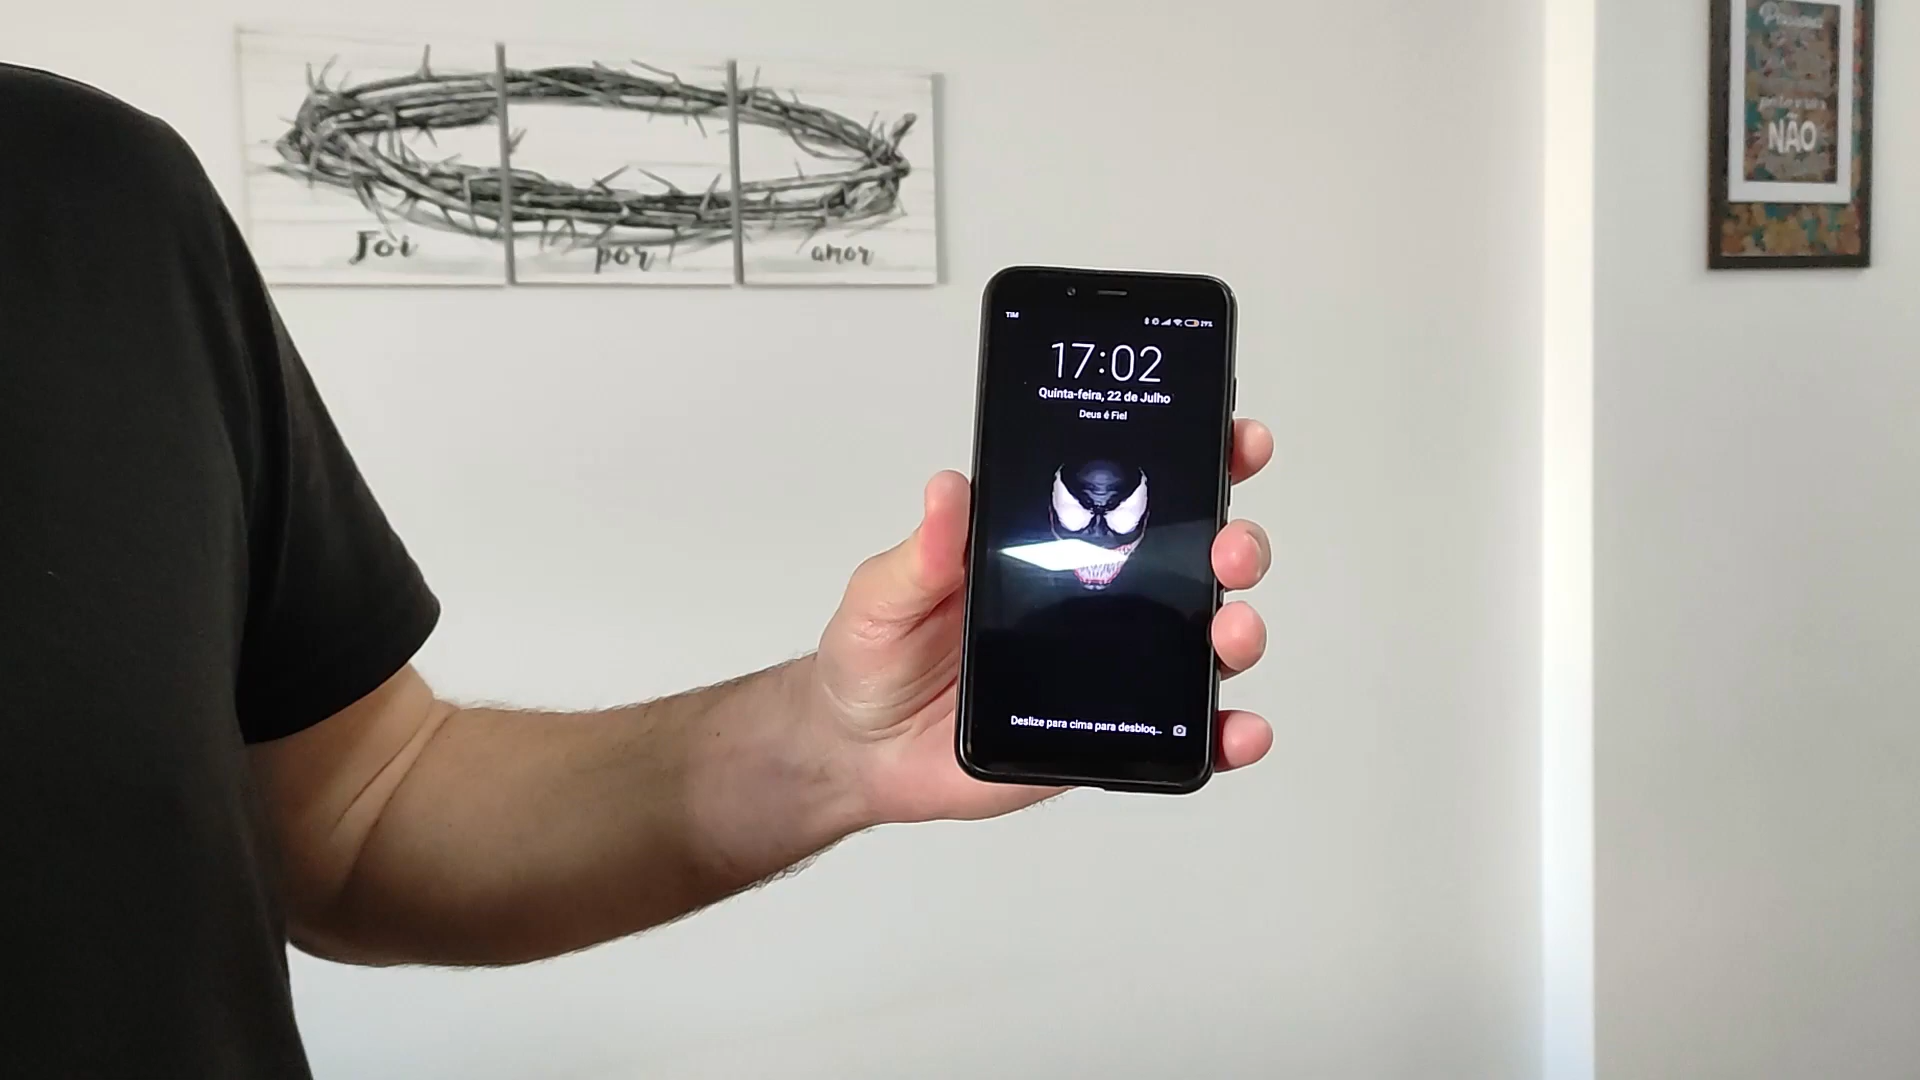 Foi por amor
NÃO
TIM
29%
17:02
Quinta-feira, 22 de Julho
Deus é Fiel
Deslize para cima para desbloq...